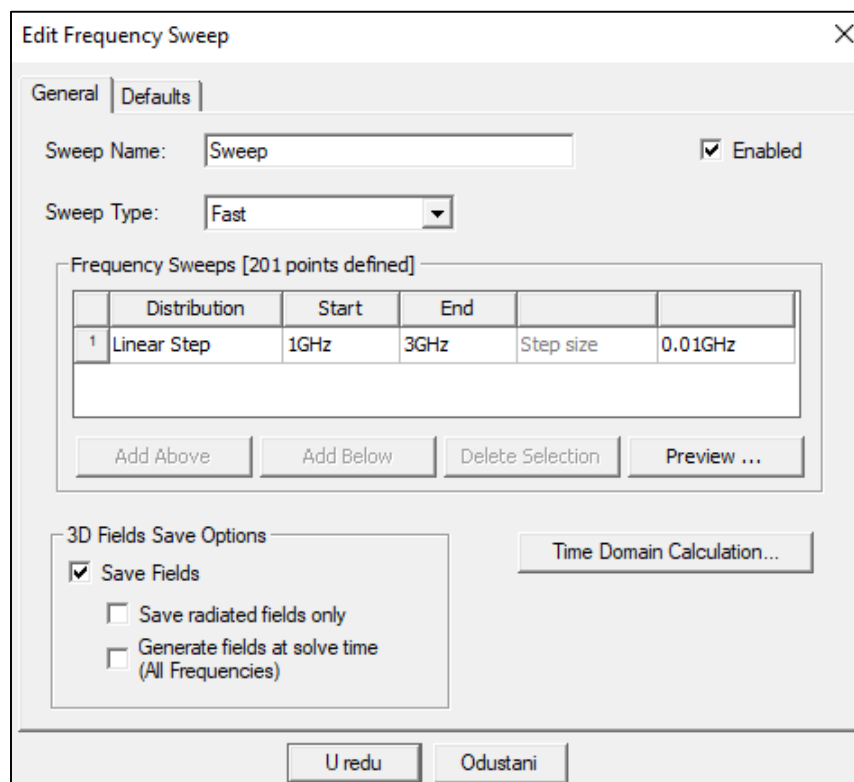 Edit Frequency Sweep
General Defaults
Sweep Name: Sweep Enabled
Sweep Type: Fast
Frequency Sweeps [201 points defined]
Distribution Start End
1 Linear Step 1GHz 3GHz Step size 0.01GHz
Add Above Add Below Delete Selection Preview ...
3D Fields Save Options
Time Domain Calculation...
Save Fields
Save radiated fields only
Generate fields at solve time
(All Frequencies)
U redu Odustani